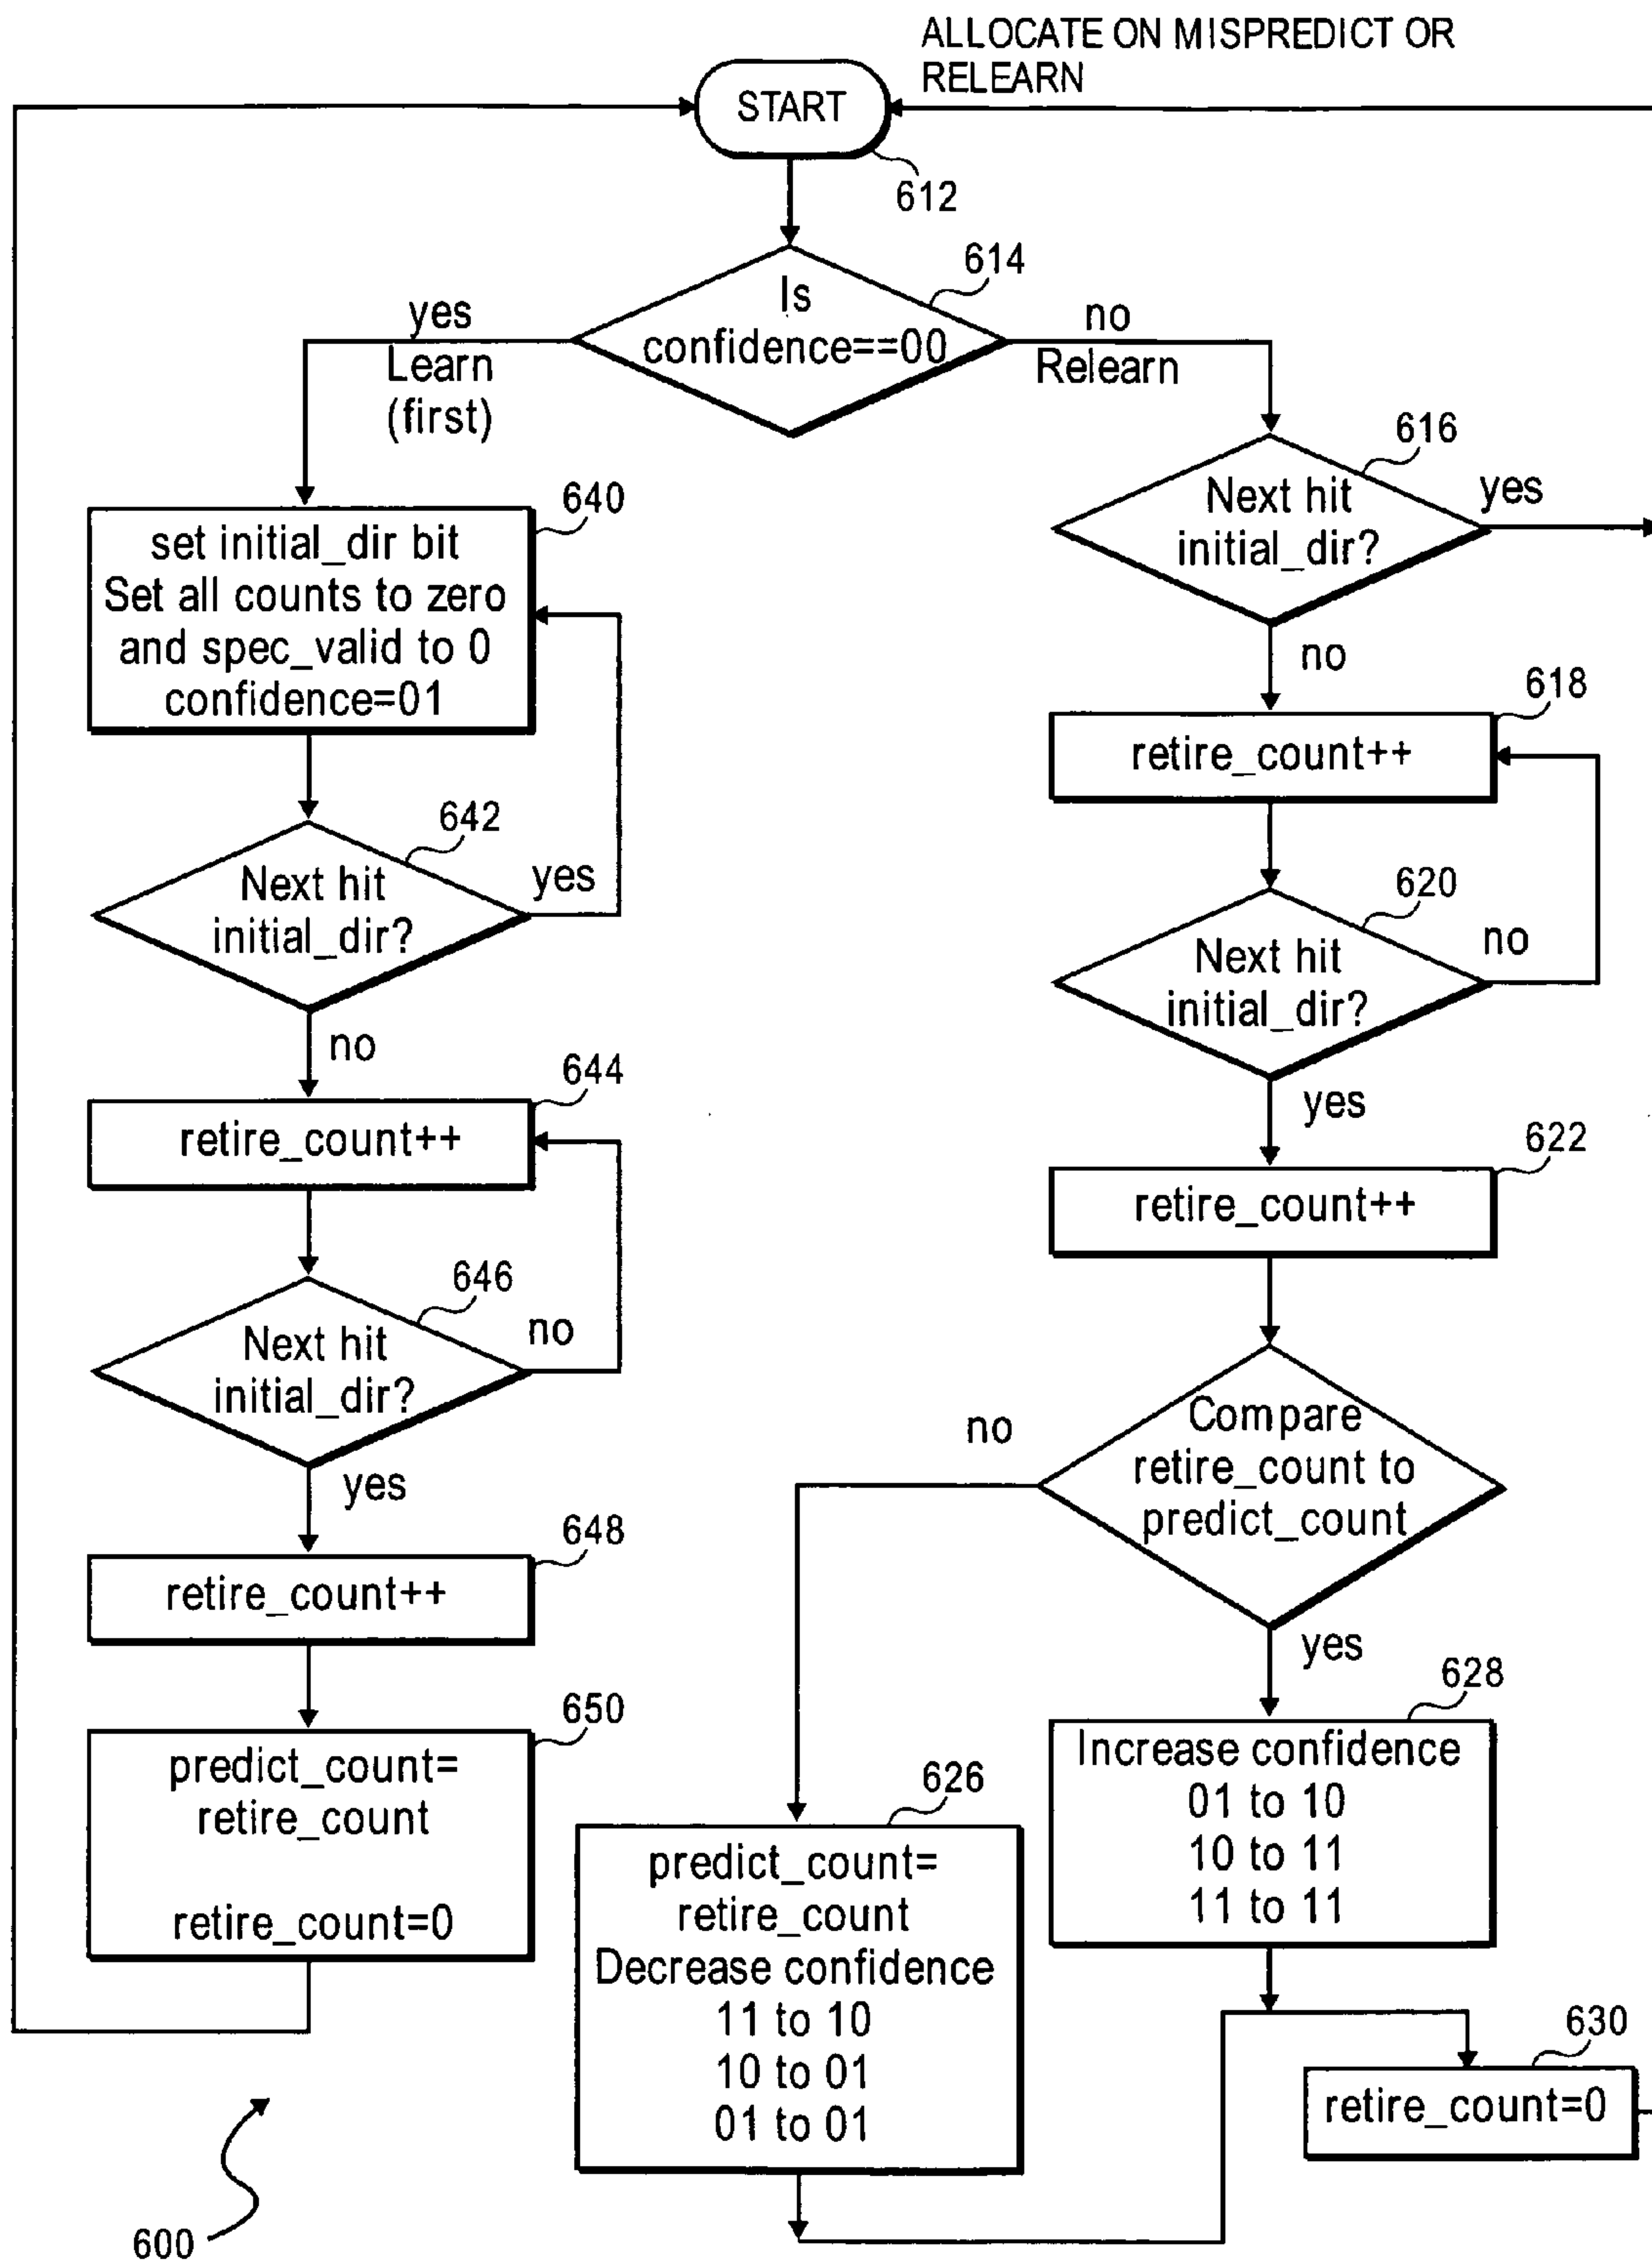 ALLOCATE ON MISPREDICT OR
RELEARN
START
612
614
Is
confidence==00
yes
Learn
(first)
no
Relearn
616
Next hit
initial_dir?
yes
no
640
set initial_dir bit
Set all counts to zero
and spec_valid to 0
confidence=01
618
retire_count++
642
Next hit
initial_dir?
yes
no
620
Next hit
initial_dir?
no
yes
644
retire_count++
622
retire_count++
646
Next hit
initial_dir?
no
yes
Compare
retire_count to
predict_count
no
yes
648
retire_count++
650
predict_count=
retire_count
retire_count=0
628
Increase confidence
01 to 10
10 to 11
11 to 11
626
predict_count=
retire_count
Decrease confidence
11 to 10
10 to 01
01 to 01
630
retire_count=0
600